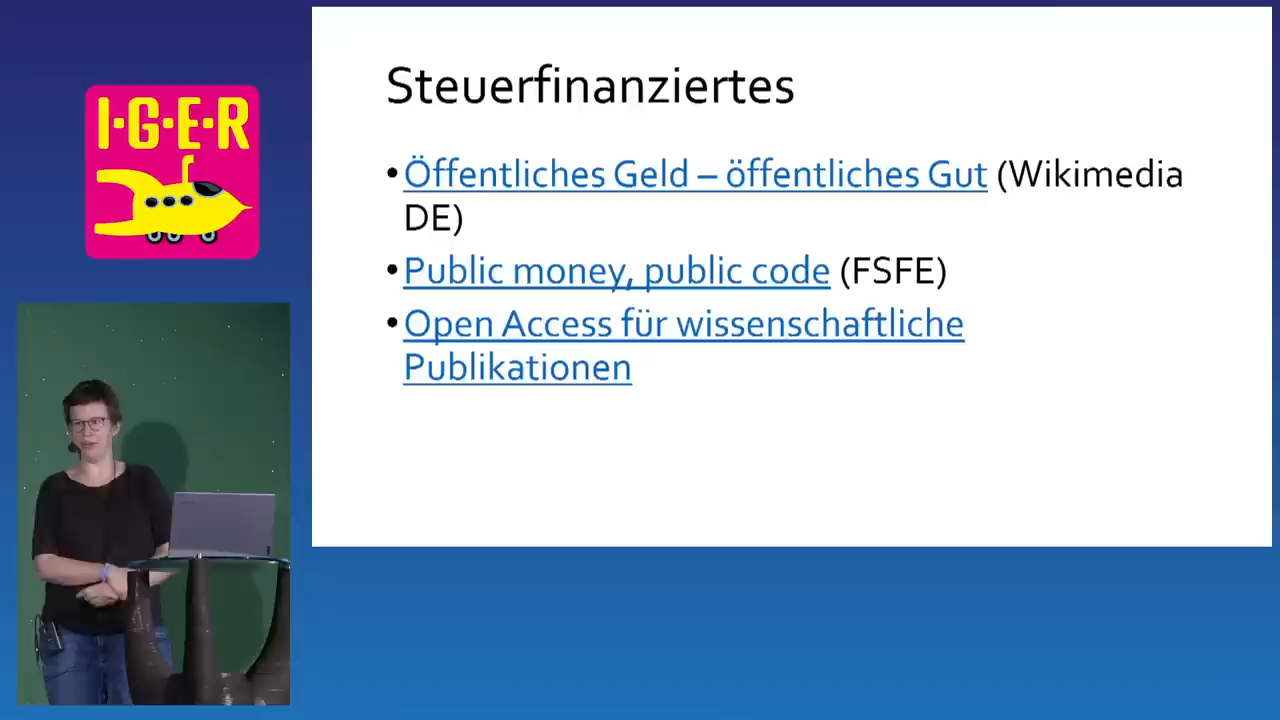 I·G·E·R
Steuerfinanziertes
•Öffentliches Geld – öffentliches Gut (Wikimedia
DE)
•Public money, public code (FSFE)
•Open Access für wissenschaftliche
Publikationen